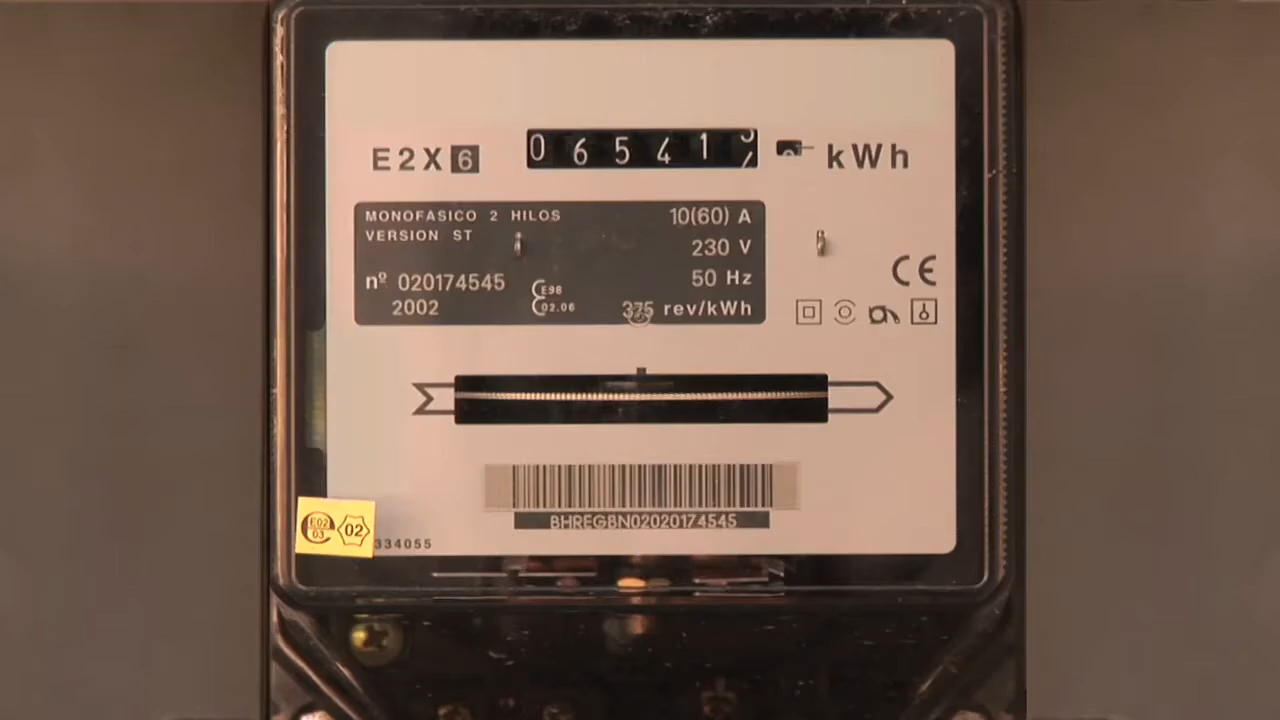 E2X6
06541 kWh
MONOFASICO 2 HILOS
VERSION ST
10(60) A
230 V
nº 020174545
50 Hz
2002
E98
02.06
375 rev/kWh
CE
BHREGBN02020174545
E02
03
02
334055